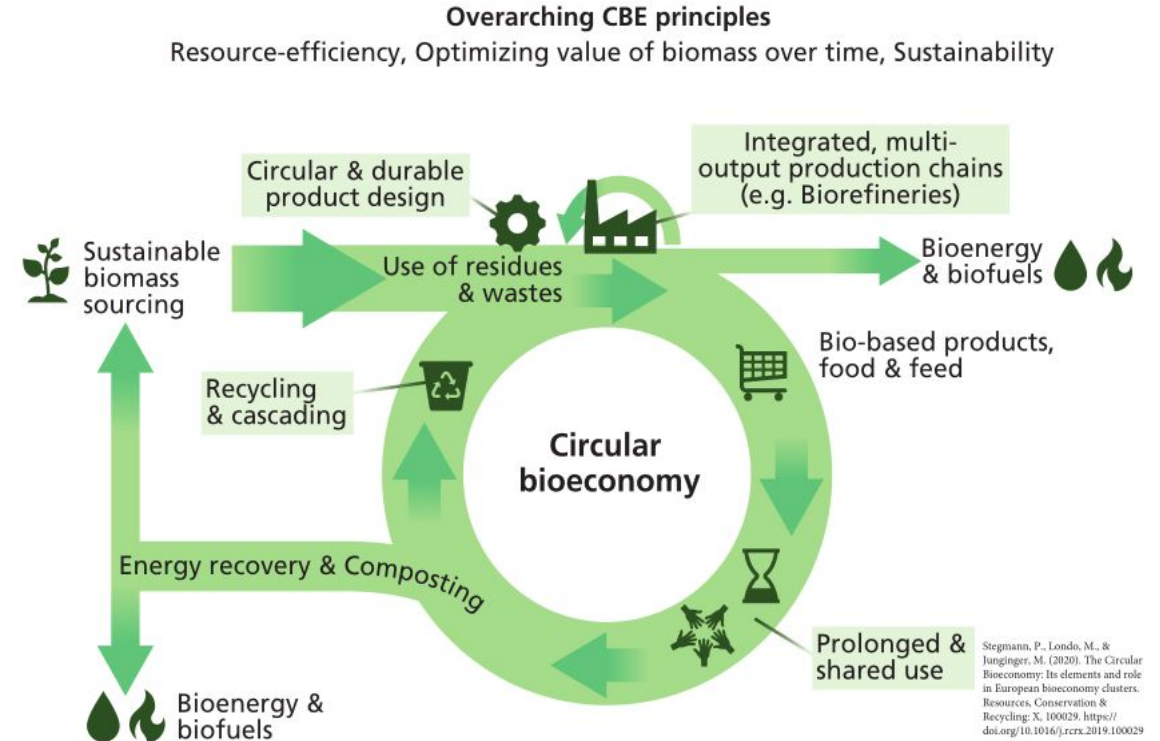 Overarching CBE principles
Resource-efficiency, Optimizing value of biomass over time, Sustainability
Circular & durable
product design
Integrated, multi-
output production chains
(e.g. Biorefineries)
Sustainable
biomass
sourcing
Use of residues
& wastes
Bioenergy
& biofuels
Bio-based products,
food & feed
Recycling
& cascading
Circular
bioeconomy
Energy recovery & Composting
Prolonged &
shared use
Stegmann, P., Londo, M., &
Junginger, M. (2020). The Circular
Bioeconomy: Its elements and role
in European bioeconomy clusters.
Resources, Conservation &
Recycling: X, 100029. https://
doi.org/10.1016/j.rcrx.2019.100029
Bioenergy &
biofuels